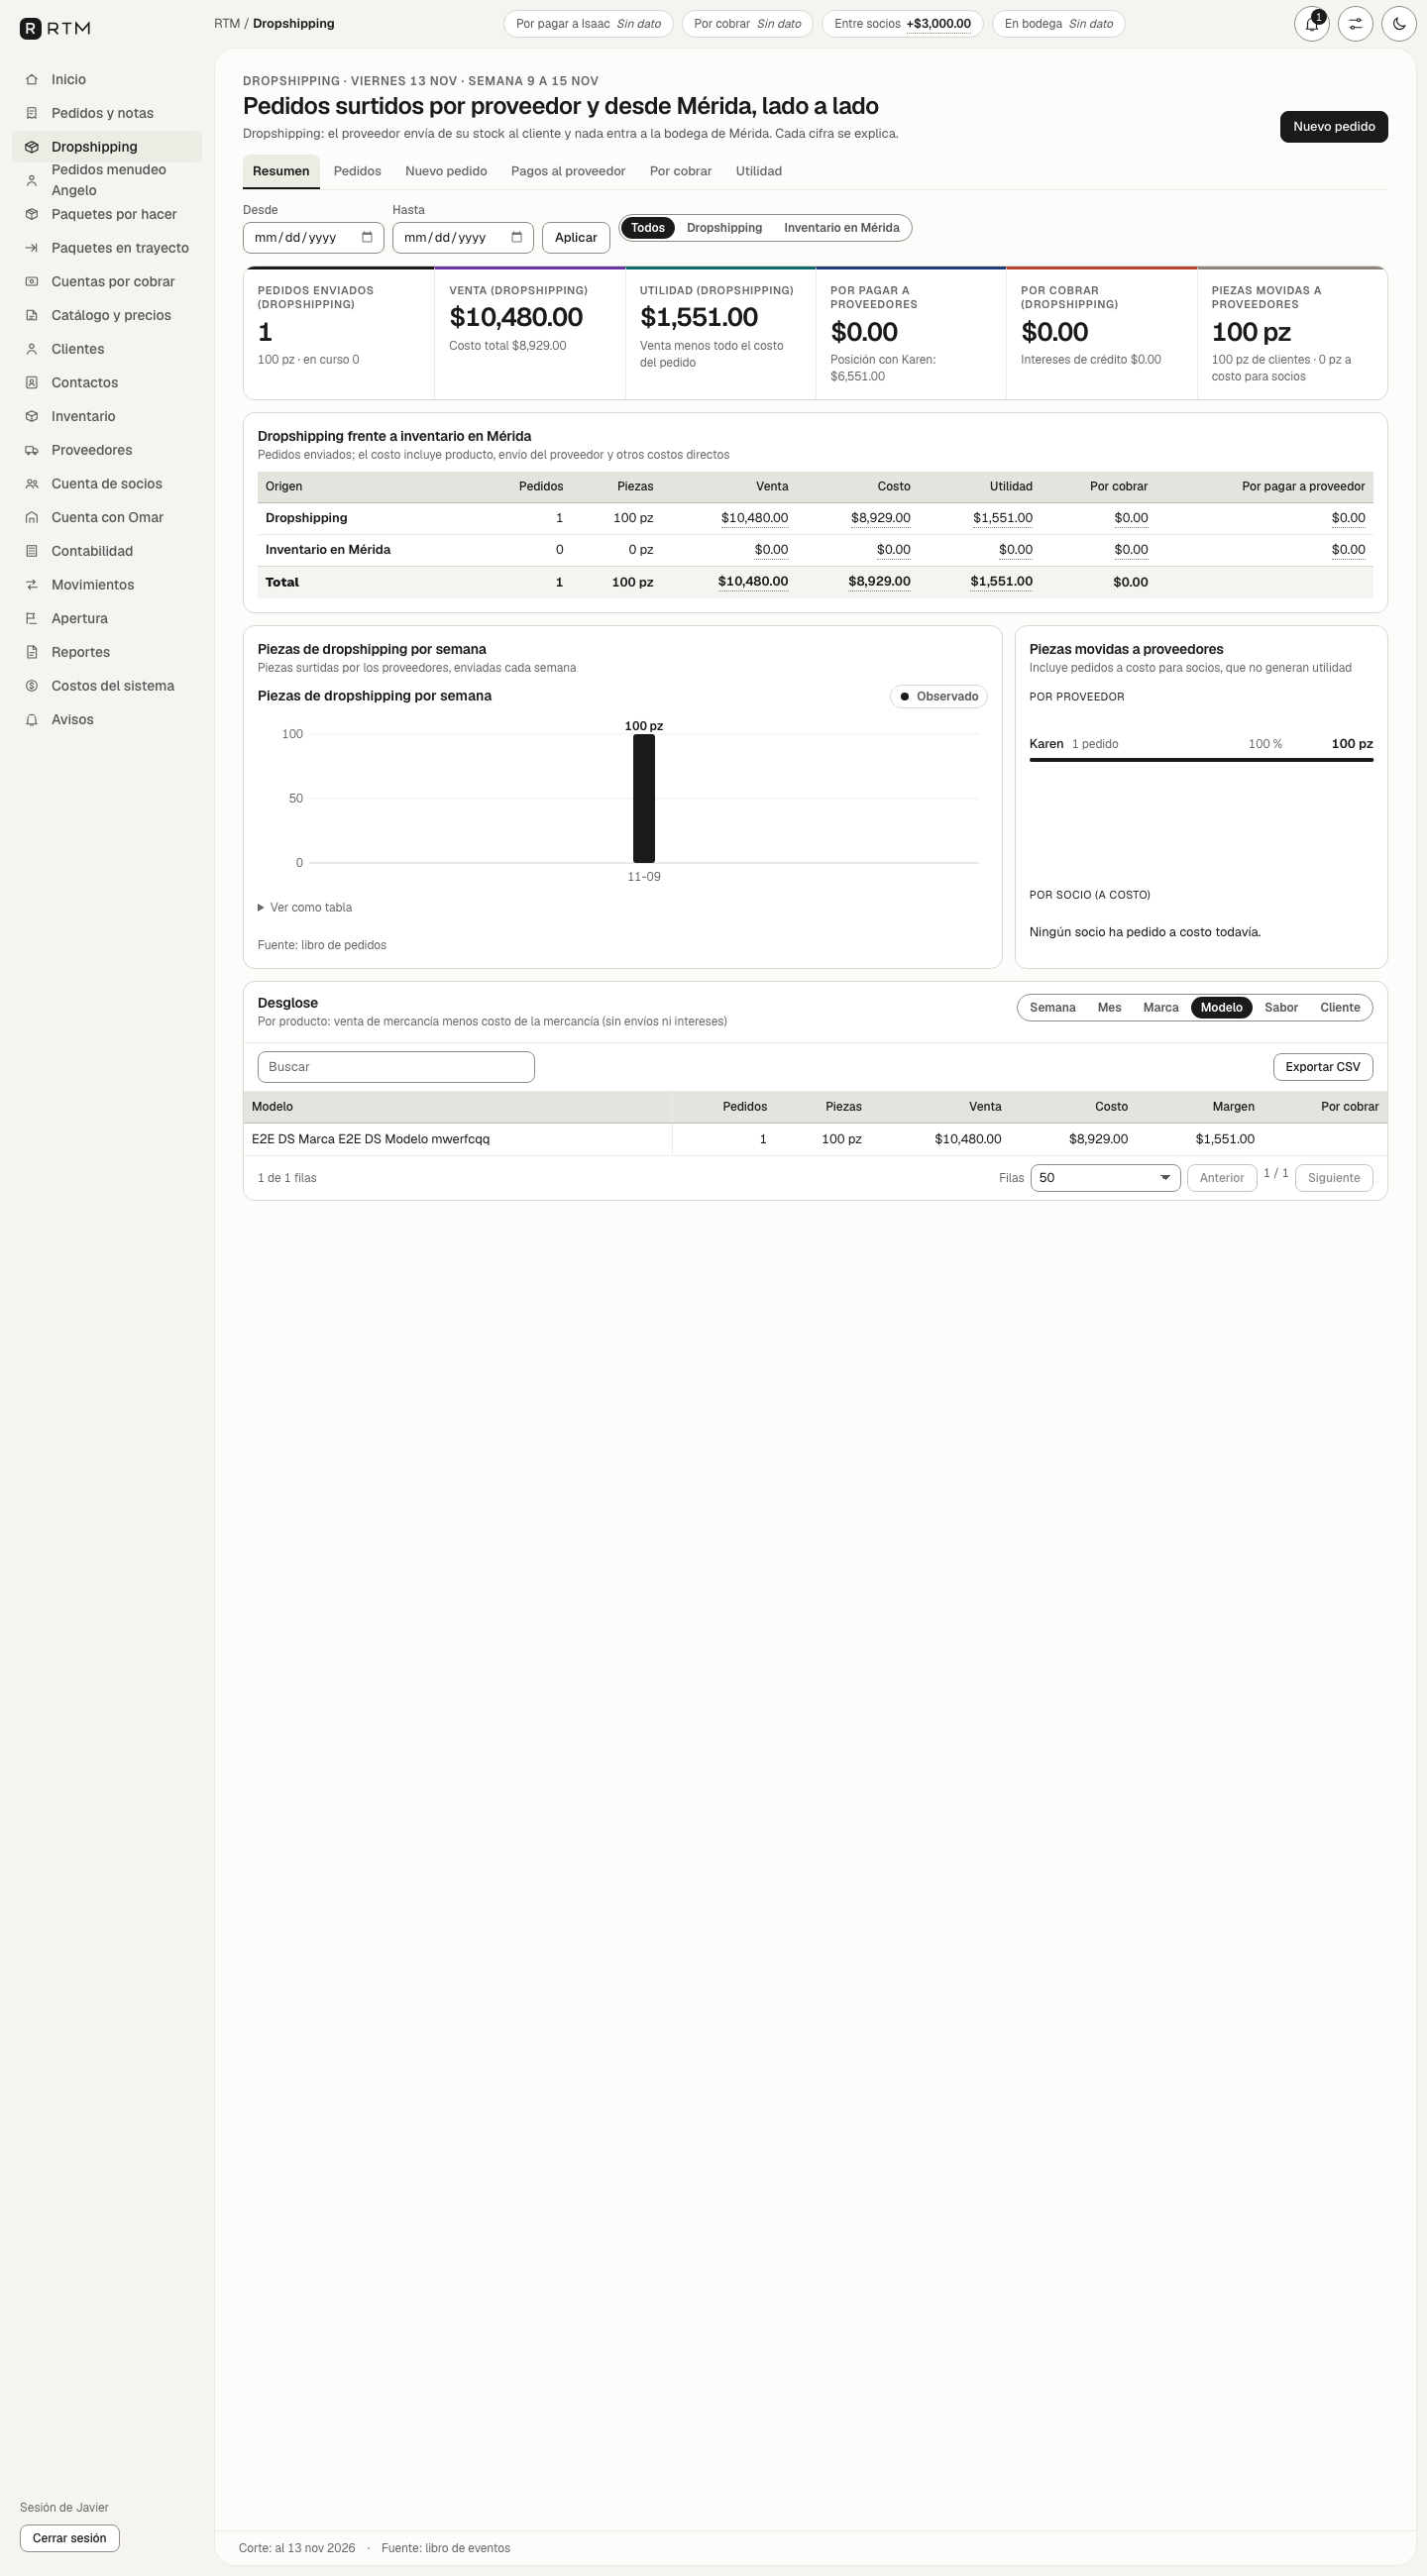 R RTM
RTM / Dropshipping
Por pagar a Isaac Sin dato
Por cobrar Sin dato
Entre socios +$3,000.00
En bodega Sin dato
1
Inicio
Pedidos y notas
Dropshipping
Pedidos menudeo
Angelo
Paquetes por hacer
Paquetes en trayecto
Cuentas por cobrar
Catálogo y precios
Clientes
Contactos
Inventario
Proveedores
Cuenta de socios
Cuenta con Omar
Contabilidad
Movimientos
Apertura
Reportes
Costos del sistema
Avisos
Sesión de Javier
Cerrar sesión
DROPSHIPPING · VIERNES 13 NOV · SEMANA 9 A 15 NOV
Pedidos surtidos por proveedor y desde Mérida, lado a lado
Dropshipping: el proveedor envía de su stock al cliente y nada entra a la bodega de Mérida. Cada cifra se explica.
Nuevo pedido
Resumen Pedidos Nuevo pedido Pagos al proveedor Por cobrar Utilidad
Desde Hasta
mm/dd/yyyy mm/dd/yyyy Aplicar Todos Dropshipping Inventario en Mérida
PEDIDOS ENVIADOS
(DROPSHIPPING)
1
100 pz · en curso 0
VENTA (DROPSHIPPING)
$10,480.00
Costo total $8,929.00
UTILIDAD (DROPSHIPPING)
$1,551.00
Venta menos todo el costo
del pedido
POR PAGAR A
PROVEEDORES
$0.00
Posición con Karen:
$6,551.00
POR COBRAR
(DROPSHIPPING)
$0.00
Intereses de crédito $0.00
PIEZAS MOVIDAS A
PROVEEDORES
100 pz
100 pz de clientes · 0 pz a
costo para socios
Dropshipping frente a inventario en Mérida
Pedidos enviados; el costo incluye producto, envío del proveedor y otros costos directos
Origen Pedidos Piezas Venta Costo Utilidad Por cobrar Por pagar a proveedor
Dropshipping 1 100 pz $10,480.00 $8,929.00 $1,551.00 $0.00 $0.00
Inventario en Mérida 0 0 pz $0.00 $0.00 $0.00 $0.00 $0.00
Total 1 100 pz $10,480.00 $8,929.00 $1,551.00 $0.00
Piezas de dropshipping por semana
Piezas surtidas por los proveedores, enviadas cada semana
Piezas de dropshipping por semana
Observado
100 pz
100
50
0
11-09
Ver como tabla
Fuente: libro de pedidos
Piezas movidas a proveedores
Incluye pedidos a costo para socios, que no generan utilidad
POR PROVEEDOR
Karen 1 pedido 100 % 100 pz
POR SOCIO (A COSTO)
Ningún socio ha pedido a costo todavía.
Desglose
Por producto: venta de mercancía menos costo de la mercancía (sin envíos ni intereses)
Semana Mes Marca Modelo Sabor Cliente
Buscar
Exportar CSV
Modelo Pedidos Piezas Venta Costo Margen Por cobrar
E2E DS Marca E2E DS Modelo mwerfcqq 1 100 pz $10,480.00 $8,929.00 $1,551.00
1 de 1 filas
Filas 50 Anterior 1 / 1 Siguiente
Corte: al 13 nov 2026 · Fuente: libro de eventos